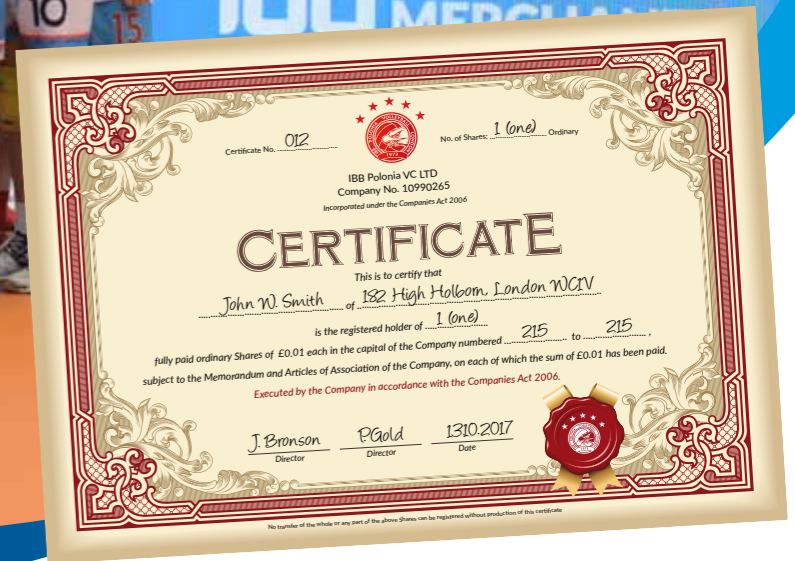 10
15
MERCHANT
Certificate No. 012
No. of Shares: 1 (one) Ordinary
1973
IBB Polonia VC LTD
Company No. 10990265
Incorporated under the Companies Act 2006
CERTIFICATE
This is to certify that
John W. Smith of 182 High Holborn, London WC1V
is the registered holder of 1 (one)
fully paid ordinary Shares of £0.01 each in the capital of the Company numbered 215 to 215 ,
subject to the Memorandum and Articles of Association of the Company, on each of which the sum of £0.01 has been paid.
Executed by the Company in accordance with the Companies Act 2006.
J. Bronson P.Gold 13.10.2017
Director Director Date
No transfer of the whole or any part of the above Shares can be registered without production of this certificate